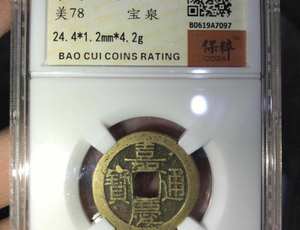 美78 宝泉
24.4*1.2mm*4.2g
B0619A7097
BAO CUI COINS RATING
保粹
嘉慶通寶